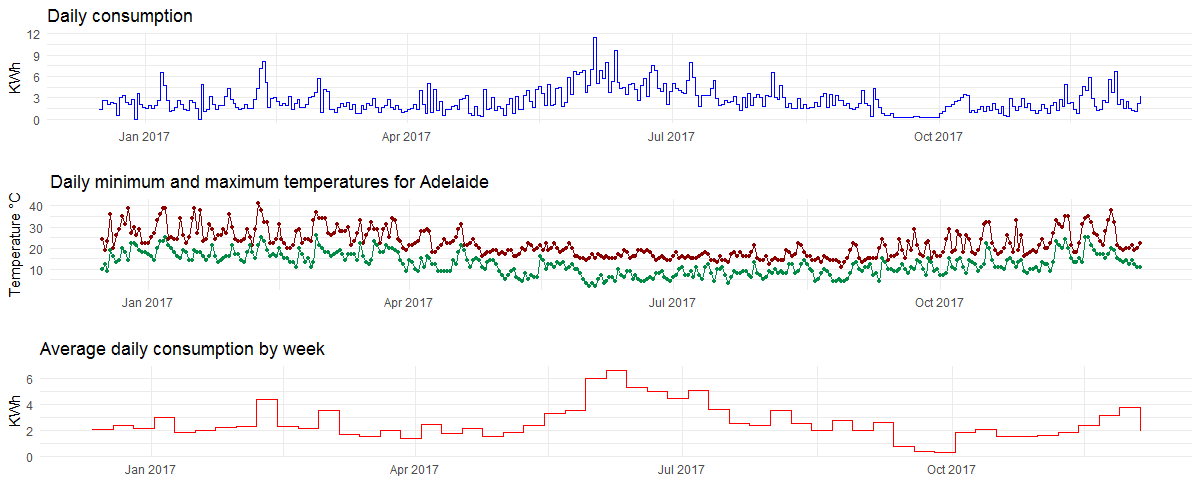 Daily consumption
KWh
12
9
6
3
0
Jan 2017 Apr 2017 Jul 2017 Oct 2017
Daily minimum and maximum temperatures for Adelaide
Temperature °C
40
30
20
10
Jan 2017 Apr 2017 Jul 2017 Oct 2017
Average daily consumption by week
KWh
6
4
2
0
Jan 2017 Apr 2017 Jul 2017 Oct 2017